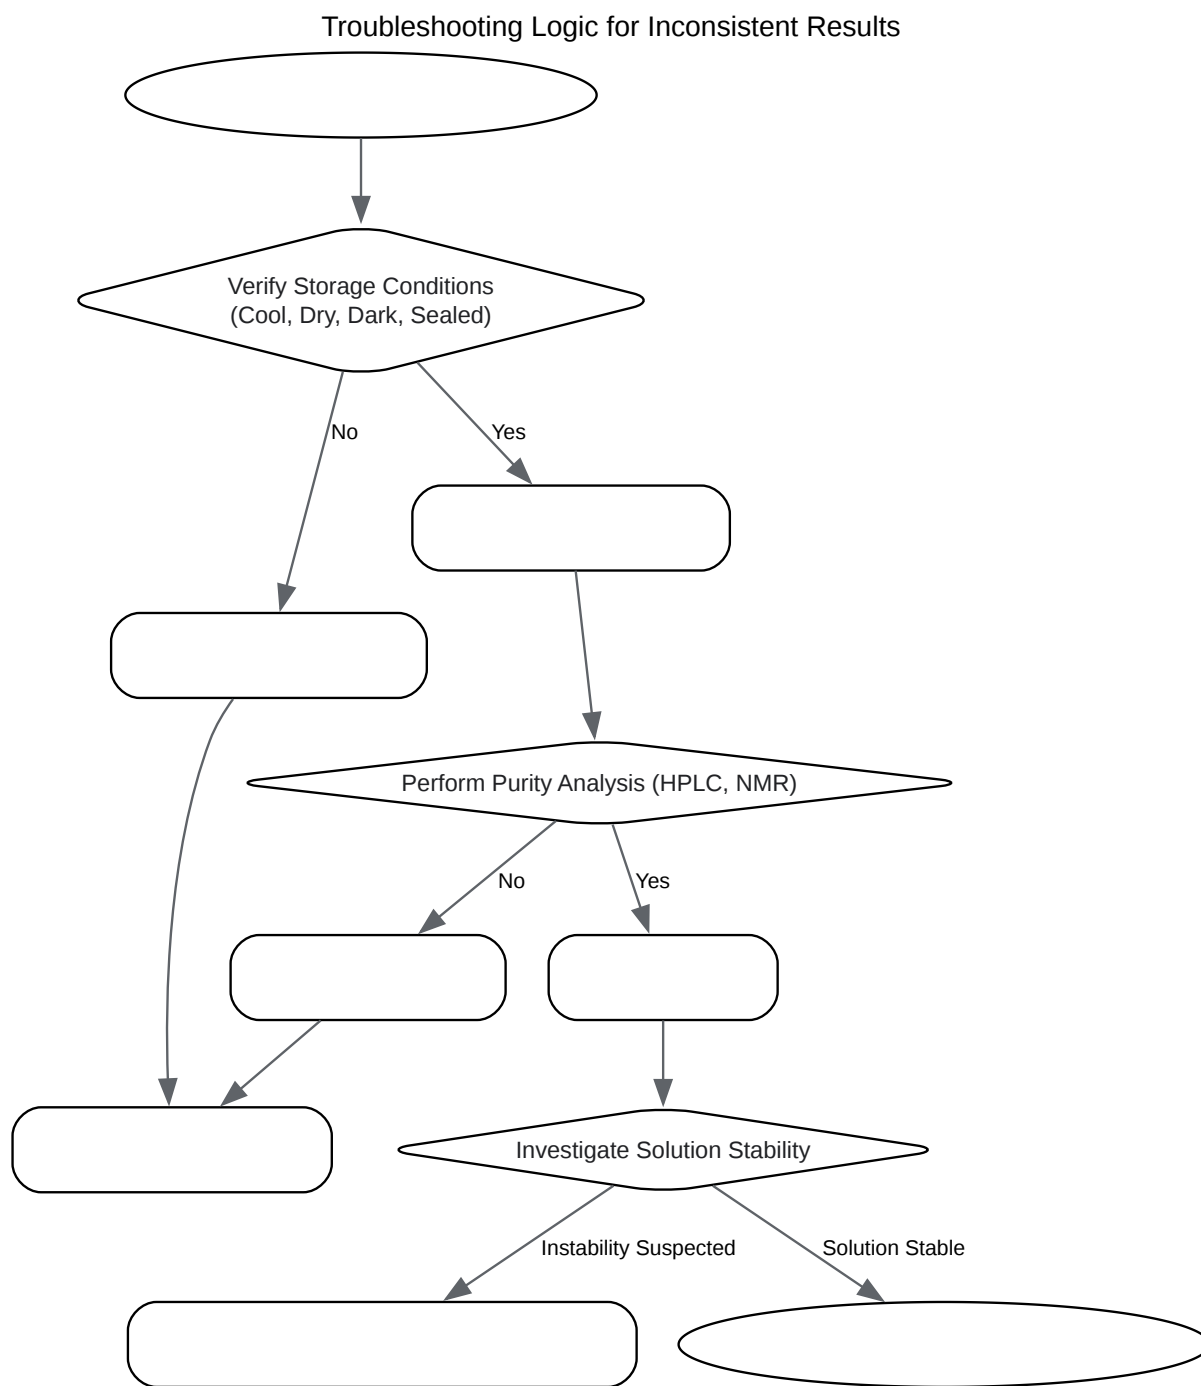 Troubleshooting Logic for Inconsistent Results
Verify Storage Conditions
(Cool, Dry, Dark, Sealed)
No
Yes
Perform Purity Analysis (HPLC, NMR)
No
Yes
Investigate Solution Stability
Instability Suspected
Solution Stable